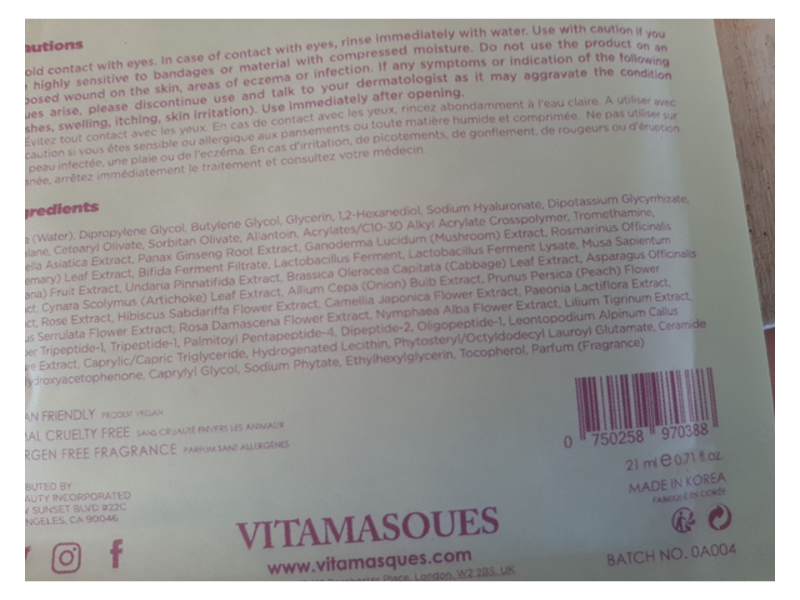 autions
old contact with eyes. In case of contact with eyes, rinse immediately with water. Use with caution if you
highly sensitive to bandages or material with compressed moisture. Do not use the product on an
posed wound on the skin, areas of eczema or infection. If any symptoms or indication of the following
ues arise, please discontinue use and talk to your dermatologist as it may aggravate the condition
shes, swelling, itching, skin irritation). Use immediately after opening.
Évitez tout contact avec les yeux. En cas de contact avec les yeux, rincez abondamment à l'eau claire. A utiliser avec
caution si vous êtes sensible ou allergique aux pansements ou toute matière humide et comprimée. Ne pas utiliser sur
peau infectée, une plaie ou de l'eczéma. En cas d'irritation, de picotements, de gonflement, de rougeurs ou d'éruption
anée, arrêtez immédiatement le traitement et consultez votre médecin.
gredients
(Water), Dipropylene Glycol, Butylene Glycol, Glycerin, 1,2-Hexanediol, Sodium Hyaluronate, Dipotassium Glycyrrhizate,
lane, Cetearyl Olivate, Sorbitan Olivate, Allantoin, Acrylates/C10-30 Alkyl Acrylate Crosspolymer, Tromethamine,
ella Asiatica Extract, Panax Ginseng Root Extract, Ganoderma Lucidum (Mushroom) Extract, Rosmarinus Officinalis
emary) Leaf Extract, Bifida Ferment Filtrate, Lactobacillus Ferment, Lactobacillus Ferment Lysate, Musa Sapientum
ana) Fruit Extract, Undaria Pinnatifida Extract, Brassica Oleracea Capitata (Cabbage) Leaf Extract, Asparagus Officinalis
ct, Cynara Scolymus (Artichoke) Leaf Extract, Allium Cepa (Onion) Bulb Extract, Prunus Persica (Peach) Flower
ct, Rose Extract, Hibiscus Sabdariffa Flower Extract, Camellia Japonica Flower Extract, Paeonia Lactiflora Extract,
us Serrulata Flower Extract, Rosa Damascena Flower Extract, Nymphaea Alba Flower Extract, Lilium Tigrinum Extract,
er Tripeptide-1, Tripeptide-1, Palmitoyl Pentapeptide-4, Dipeptide-2, Oligopeptide-1, Leontopodium Alpinum Callus
re Extract, Caprylic/Capric Triglyceride, Hydrogenated Lecithin, Phytosteryl/Octyldodecyl Lauroyl Glutamate, Ceramide
ydroxyacetophenone, Caprylyl Glycol, Sodium Phytate, Ethylhexylglycerin, Tocopherol, Parfum (Fragrance)
AN FRIENDLY PRODUIT VEGAN
AL CRUELTY FREE SANS CRUAUTÉ ENVERS LES ANIMAUX
RGEN FREE FRAGRANCE PARFUM SANS ALLERGÈNES
0 750258 970388
21 ml e 0.71 fl.oz.
MADE IN KOREA
FABRIQUÉ EN CORÉE
BUTED BY
AUTY INCORPORATED
SUNSET BLVD #22C
NGELES, CA 90046
VITAMASQUES
www.vitamasques.com
Place, London, W2 2BS, UK
BATCH NO. 0A004